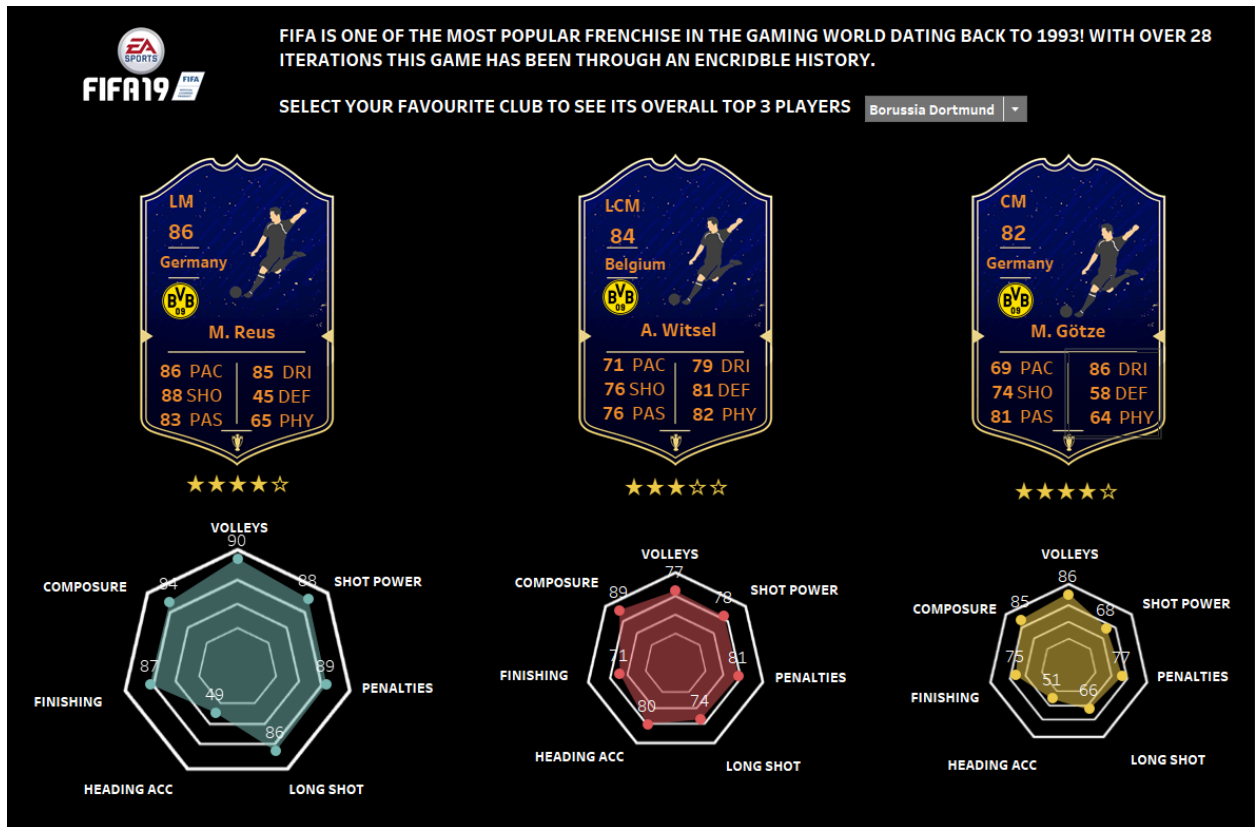 EA
SPORTS
FIFA19
FIFA
FIFA IS ONE OF THE MOST POPULAR FRENCHISE IN THE GAMING WORLD DATING BACK TO 1993! WITH OVER 28
ITERATIONS THIS GAME HAS BEEN THROUGH AN ENCRIDBLE HISTORY.
SELECT YOUR FAVOURITE CLUB TO SEE ITS OVERALL TOP 3 PLAYERS Borussia Dortmund
LM
86
Germany
BVB
09
M. Reus
86 PAC 85 DRI
88 SHO 45 DEF
83 PAS 65 PHY
LCM
84
Belgium
BVB
09
A. Witsel
71 PAC 79 DRI
76 SHO 81 DEF
76 PAS 82 PHY
CM
82
Germany
BVB
09
M. Götze
69 PAC 86 DRI
74 SHO 58 DEF
81 PAS 64 PHY
VOLLEYS
90
COMPOSURE
84
88
SHOT POWER
87
89
FINISHING
PENALTIES
49
86
HEADING ACC
LONG SHOT
VOLLEYS
77
COMPOSURE
89
78
SHOT POWER
71
81
FINISHING
PENALTIES
80
74
HEADING ACC
LONG SHOT
VOLLEYS
86
COMPOSURE
85
68
SHOT POWER
75
77
FINISHING
PENALTIES
51
66
HEADING ACC
LONG SHOT